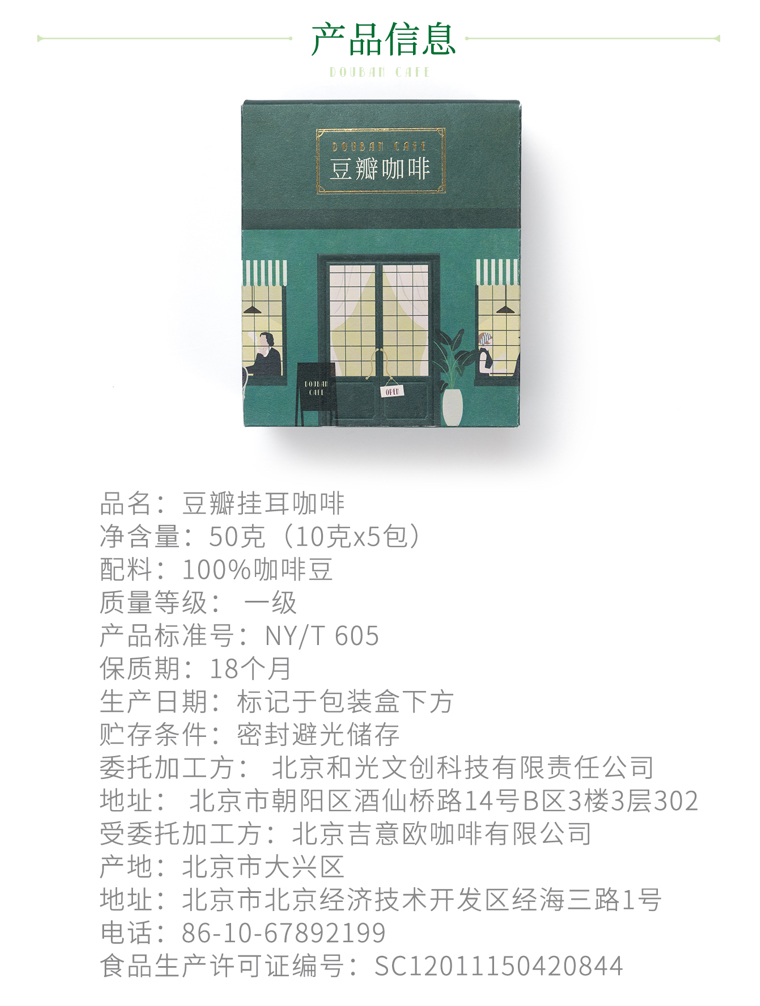 产品信息
DOUBAN CAFE
DOUBAN CAFE
豆瓣咖啡
DOUBAN
CAFE
OPEN
品名：豆瓣挂耳咖啡
净含量：50克（10克x5包）
配料：100%咖啡豆
质量等级： 一级
产品标准号：NY/T 605
保质期：18个月
生产日期：标记于包装盒下方
贮存条件：密封避光储存
委托加工方： 北京和光文创科技有限责任公司
地址： 北京市朝阳区酒仙桥路14号B区3楼3层302
受委托加工方：北京吉意欧咖啡有限公司
产地：北京市大兴区
地址：北京市北京经济技术开发区经海三路1号
电话：86-10-67892199
食品生产许可证编号：SC12011150420844